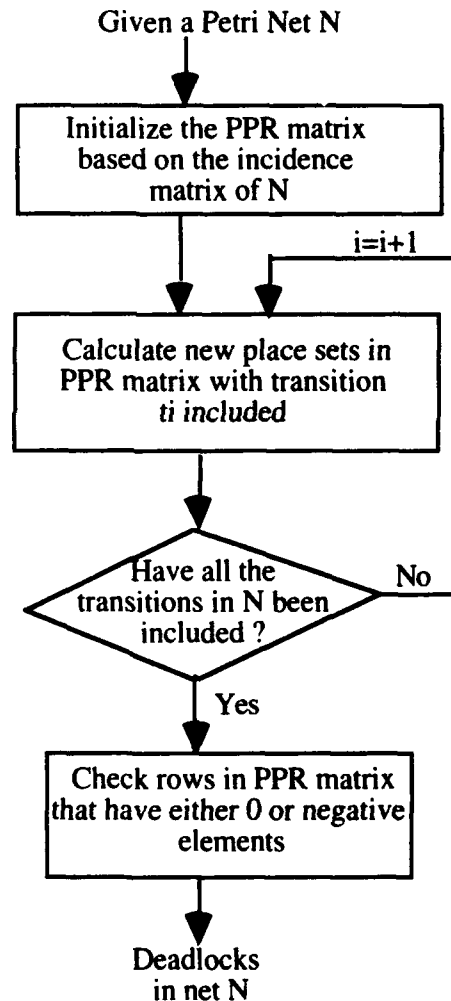 Given a Petri Net N
Initialize the PPR matrix
based on the incidence
matrix of N
i=i+1
Calculate new place sets in
PPR matrix with transition
ti included
Have all the
transitions in N been
included ?
No
Yes
Check rows in PPR matrix
that have either 0 or negative
elements
Deadlocks
in net N